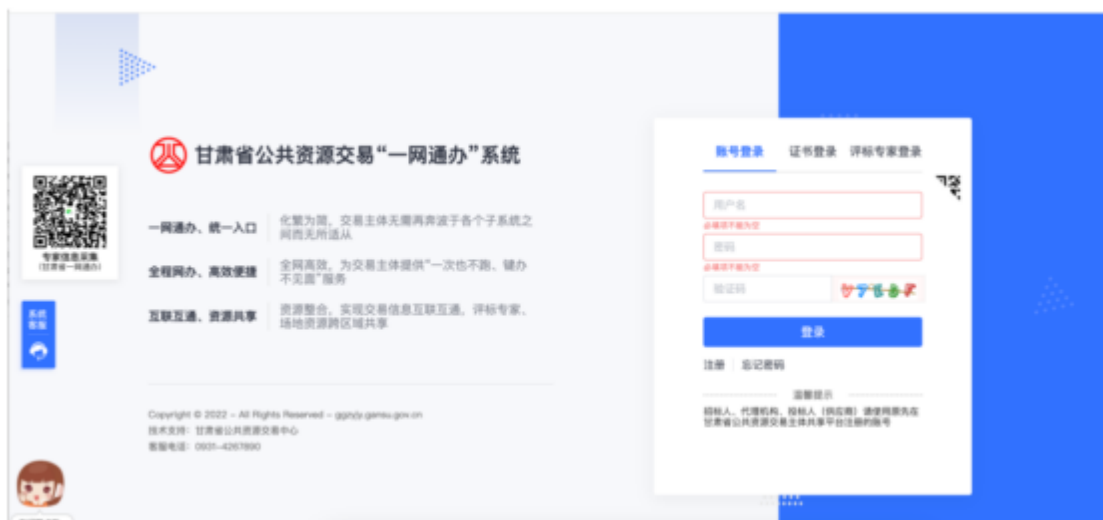 甘肃省公共资源交易“一网通办”系统
一网通办、统一入口
化繁为简，交易主体无需再奔波于各个子系统之
间而无所适从
全程网办、高效便捷
全网高效，为交易主体提供“一次也不跑、键办
不见面”服务
互联互通、资源共享
资源整合，实现交易信息互联互通，评标专家、
场地资源跨区域共享
Copyright © 2022 - All Rights Reserved - ggzyjy.gansu.gov.cn
技术支持：甘肃省公共资源交易中心
客服电话：0931-4267890
专家信息采集
(甘肃省一网通办)
系统
客服
账号登录 证书登录 评标专家登录
用户名
必填项不能为空
密码
必填项不能为空
验证码
登录
注册 忘记密码
温馨提示
招标人、代理机构、投标人（供应商）请使用原先在
甘肃省公共资源交易主体共享平台注册的账号